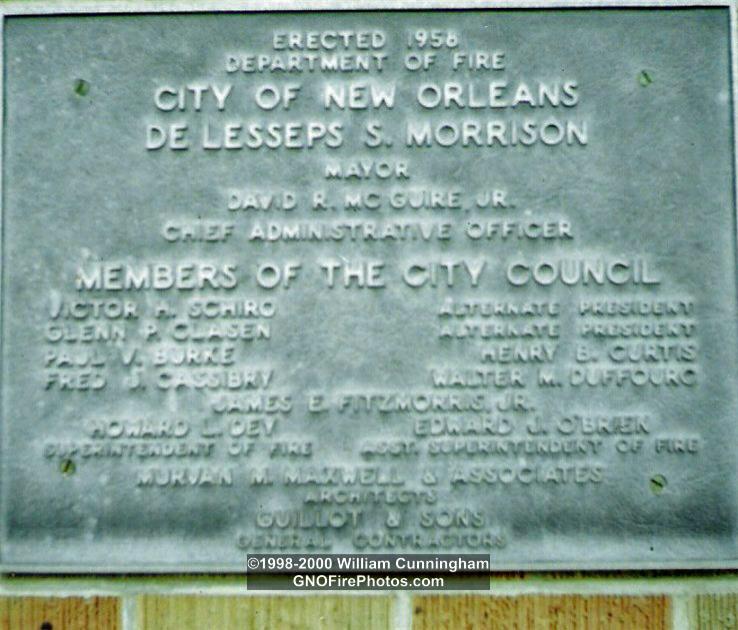 ERECTED 1958
DEPARTMENT OF FIRE
CITY OF NEW ORLEANS
DE LESSEPS S. MORRISON
MAYOR
DAVID R. MC GUIRE, JR.
CHIEF ADMINISTRATIVE OFFICER
MEMBERS OF THE CITY COUNCIL
VICTOR H. SCHIRO ALTERNATE PRESIDENT
GLENN P. CLASEN ALTERNATE PRESIDENT
PAUL V. BURKE HENRY B. CURTIS
FRED J. CASSIBRY WALTER M. DUFFOURC
JAMES E. FITZMORRIS, JR.
HOWARD L. DEY EDWARD J. O'BRIEN
SUPERINTENDENT OF FIRE ASST. SUPERINTENDENT OF FIRE
MURVAN M. MAXWELL & ASSOCIATES
ARCHITECTS
GUILLOT & SONS
GENERAL CONTRACTORS
©1998-2000 William Cunningham
GNOFirePhotos.com